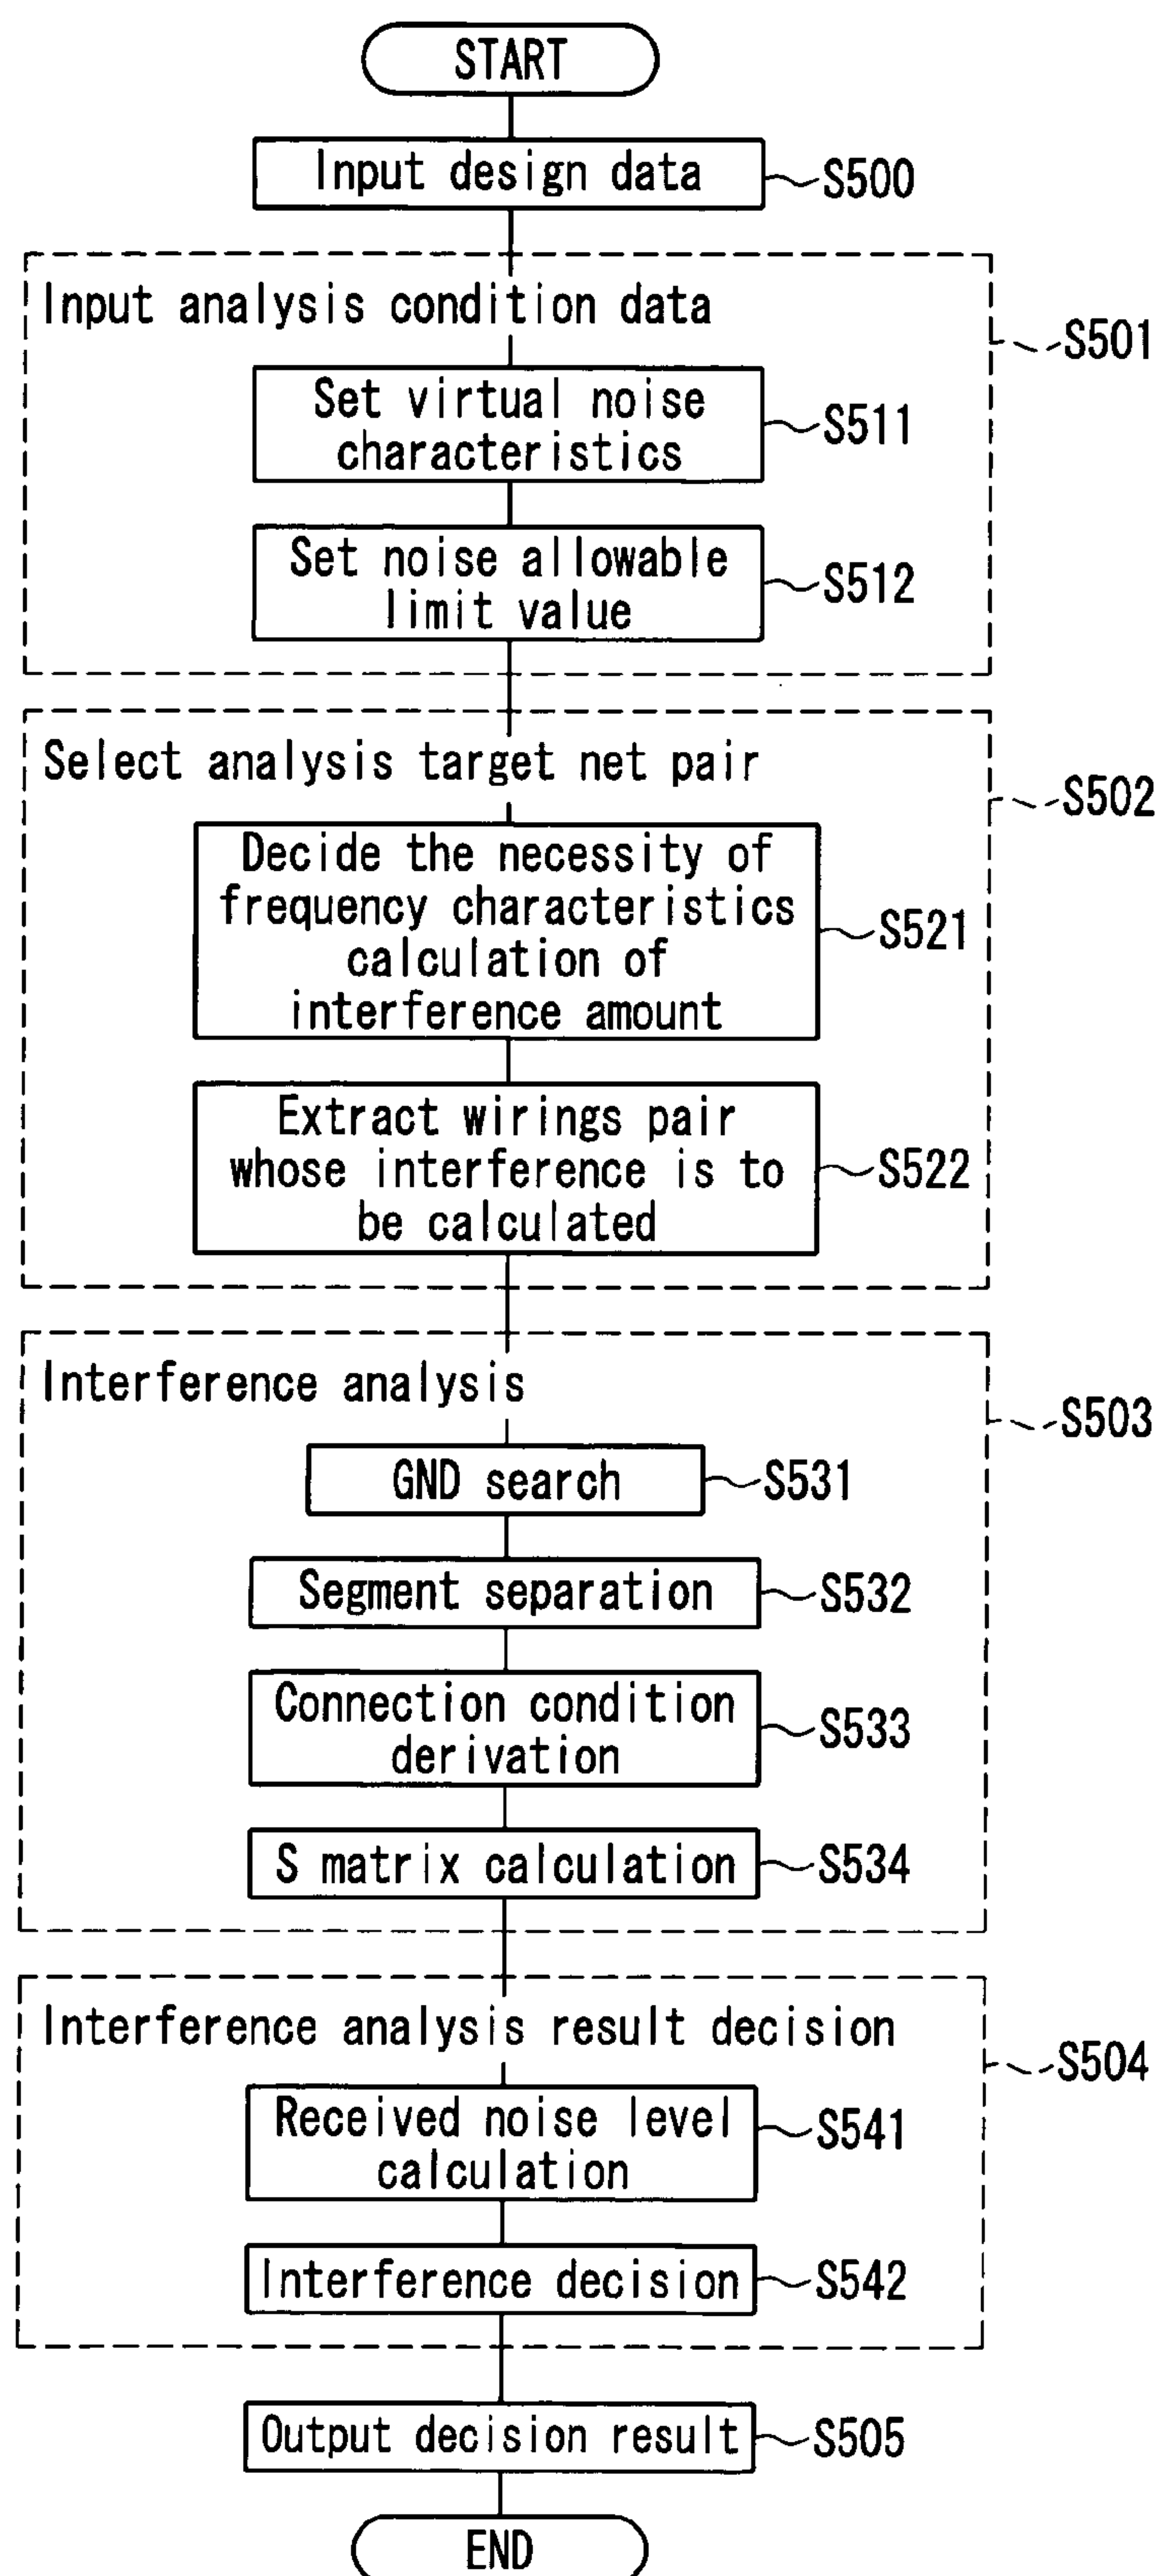 START
Input design data
S500
Input analysis condition data
S501
Set virtual noise
characteristics
S511
Set noise allowable
limit value
S512
Select analysis target net pair
S502
Decide the necessity of
frequency characteristics
calculation of
interference amount
S521
Extract wirings pair
whose interference is to
be calculated
S522
Interference analysis
S503
GND search
S531
Segment separation
S532
Connection condition
derivation
S533
S matrix calculation
S534
Interference analysis result decision
S504
Received noise level
calculation
S541
Interference decision
S542
Output decision result
S505
END